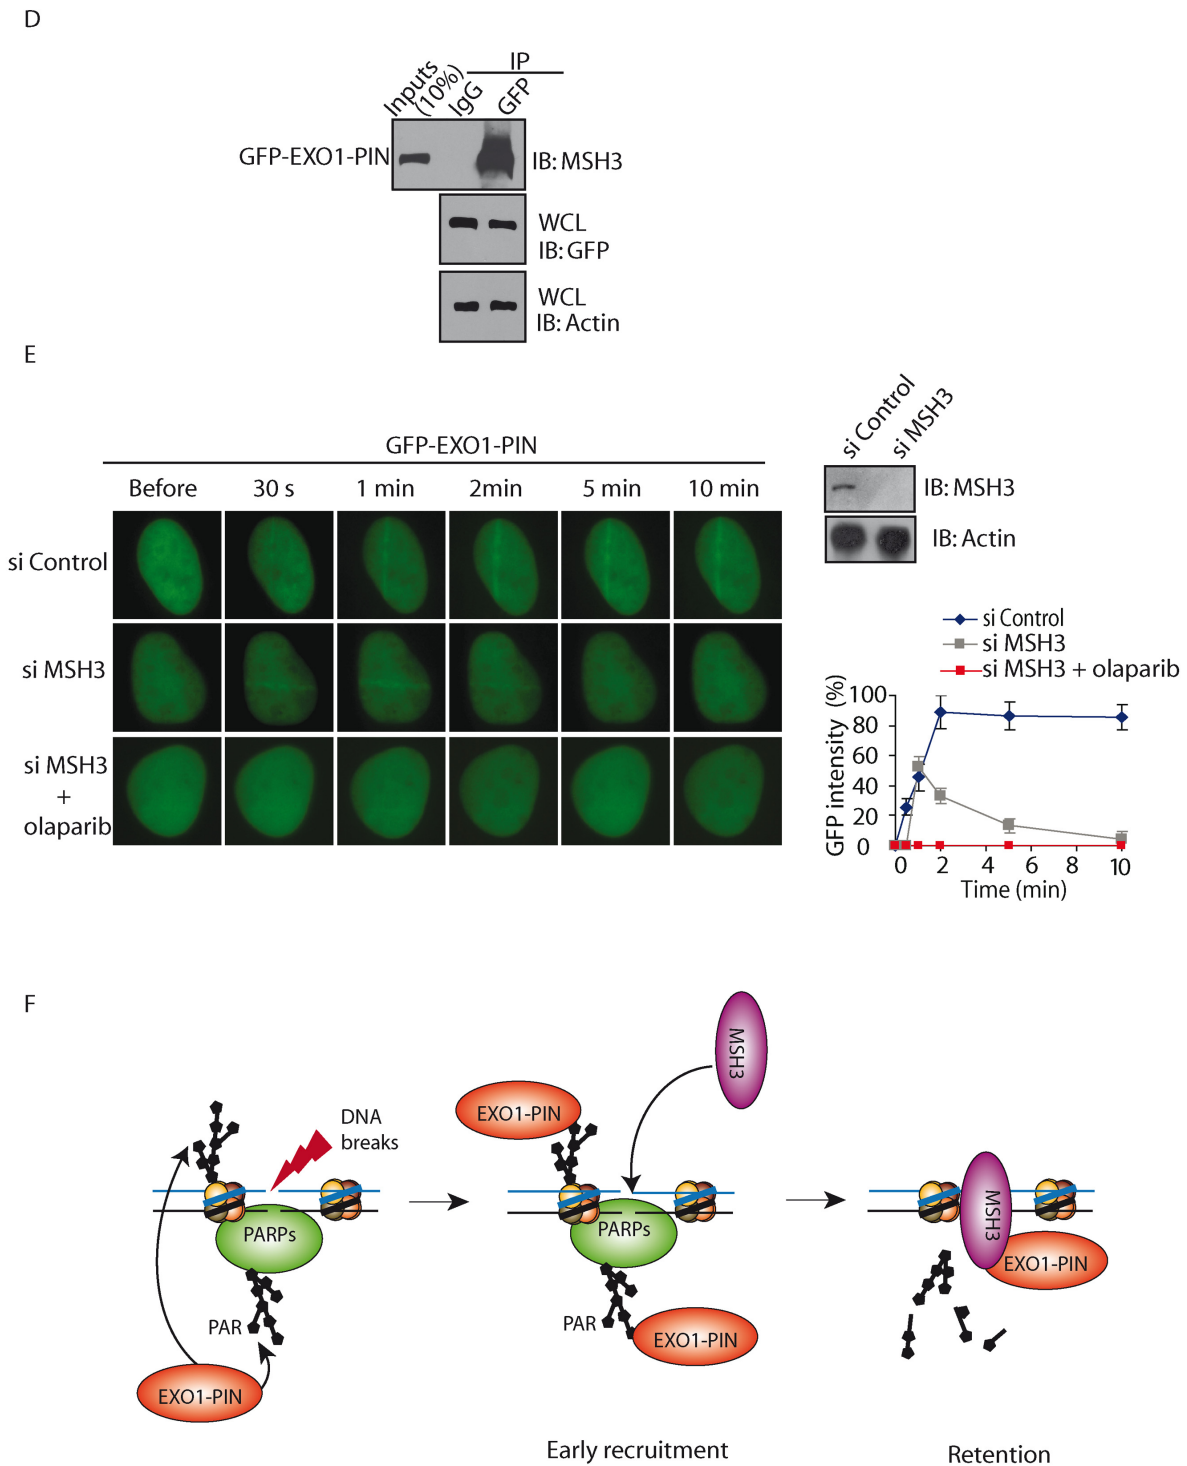 D
IP
Inputs
(10%)
IgG
GFP
GFP-EXO1-PIN
IB: MSH3
WCL
IB: GFP
WCL
IB: Actin
E
GFP-EXO1-PIN
Before 30 s 1 min 2min 5 min 10 min
si Control
si MSH3
si MSH3
+
olaparib
si Control
si MSH3
IB: MSH3
IB: Actin
si Control
si MSH3
si MSH3 + olaparib
GFP intensity (%)
100
80
60
40
20
0
0 2 4 6 8 10
Time (min)
F
DNA
breaks
PARPs
PAR
EXO1-PIN
EXO1-PIN
MSH3
PARPs
PAR
EXO1-PIN
Early recruitment
MSH3
EXO1-PIN
Retention